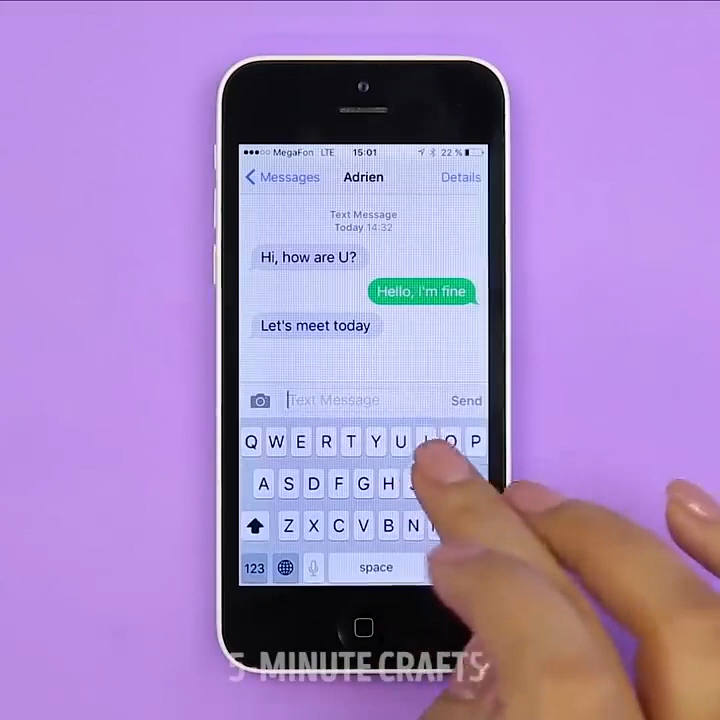 ●●●○○ MegaFon LTE 15:01 22 %
Messages Adrien Details
Text Message
Today 14:32
Hi, how are U?
Hello, i'm fine
Let's meet today
Text Message Send
Q W E R T Y U I O P
A S D F G H J
Z X C V B N
123 space
5-MINUTE CRAFTS